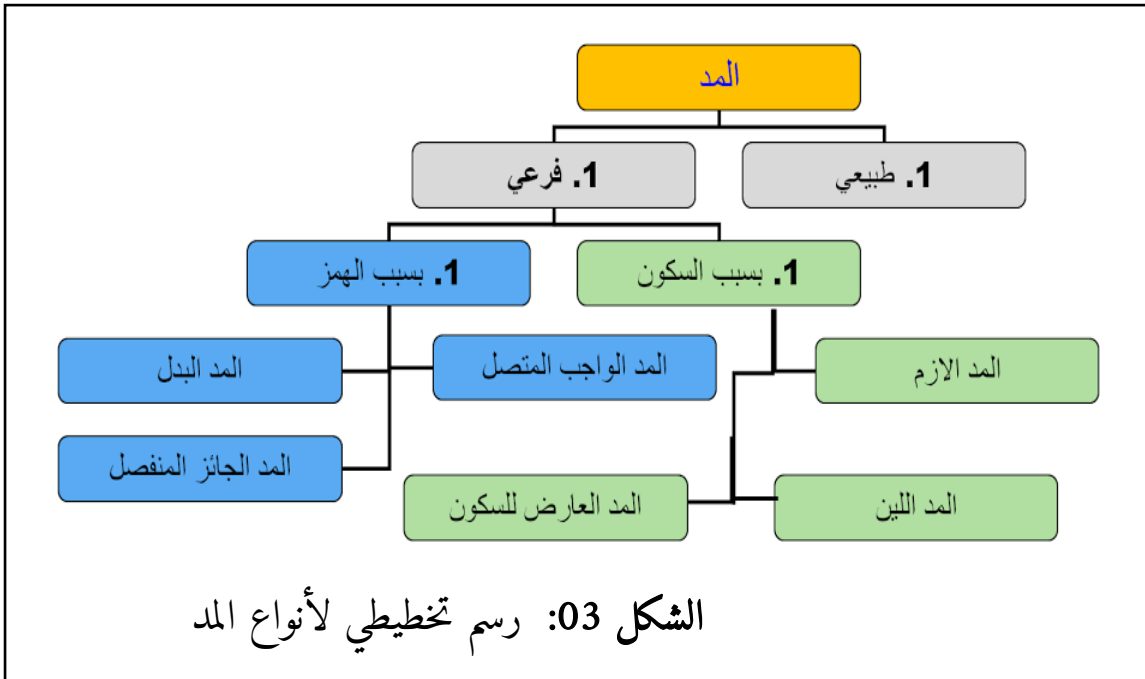 المد
1. طبيعي
1. فرعي
1. بسبب السكون
1. بسبب الهمز
المد الازم
المد الواجب المتصل
المد البدل
المد اللين
المد العارض للسكون
المد الجائز المنفصل
الشكل 03: رسم تخطيطي لأنواع المد